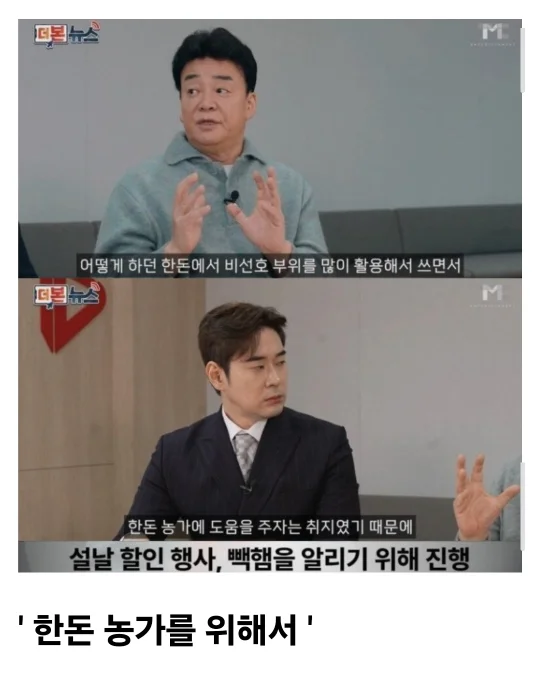 더본 뉴스
M
어떻게 하던 한돈에서 비선호 부위를 많이 활용해서 쓰면서
더본 뉴스
M
한돈 농가에 도움을 주자는 취지였기 때문에
설날 할인 행사, 빽햄을 알리기 위해 진행
' 한돈 농가를 위해서 '